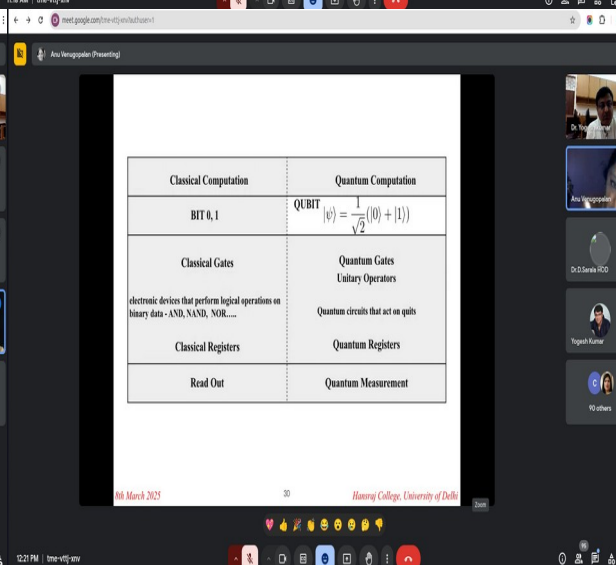 meet.google.com/tme-vttj-xnv?authuser=1
Anu Venugopalan (Presenting)
Classical Computation
Quantum Computation
BIT 0, 1
QUBIT |ψ⟩ = 1/√2(|0⟩ + |1⟩)
Classical Gates
Quantum Gates
Unitary Operators
electronic devices that perform logical operations on
binary data - AND, NAND, NOR.....
Quantum circuits that act on quits
Classical Registers
Quantum Registers
Read Out
Quantum Measurement
8th March 2025
30
Hansraj College, University of Delhi
Zoom
Anu Venugopalan
Dr.D.Sarala HOD
Yogesh Kumar
C
90 others
12:21 PM | tme-vttj-xnv